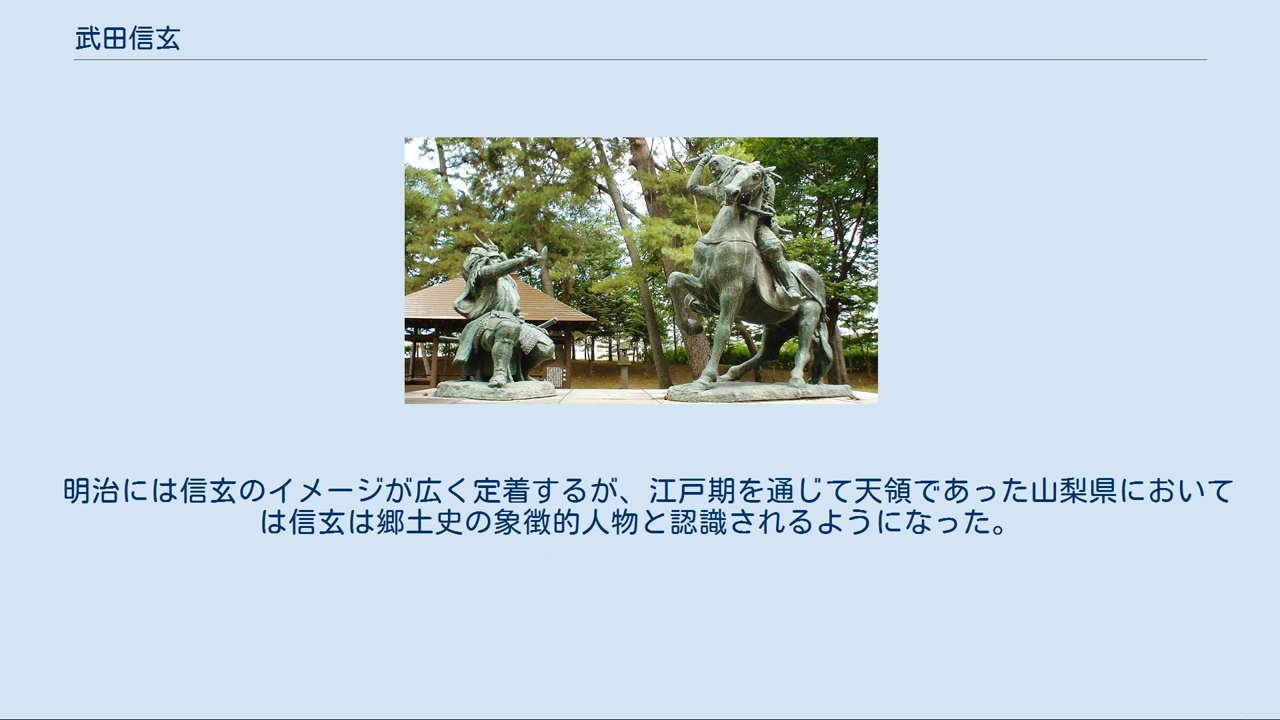 武田信玄
明治には信玄のイメージが広く定着するが、江戸期を通じて天領であった山梨県において
は信玄は郷土史の象徴的人物と認識されるようになった。